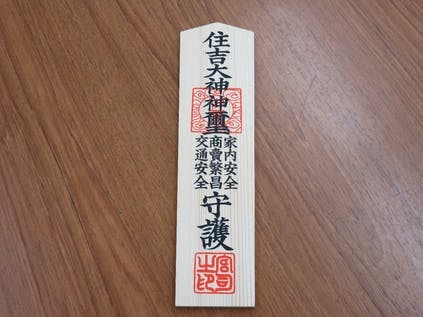 住吉大神神璽
家内安全
商賣繁昌
交通安全
守護